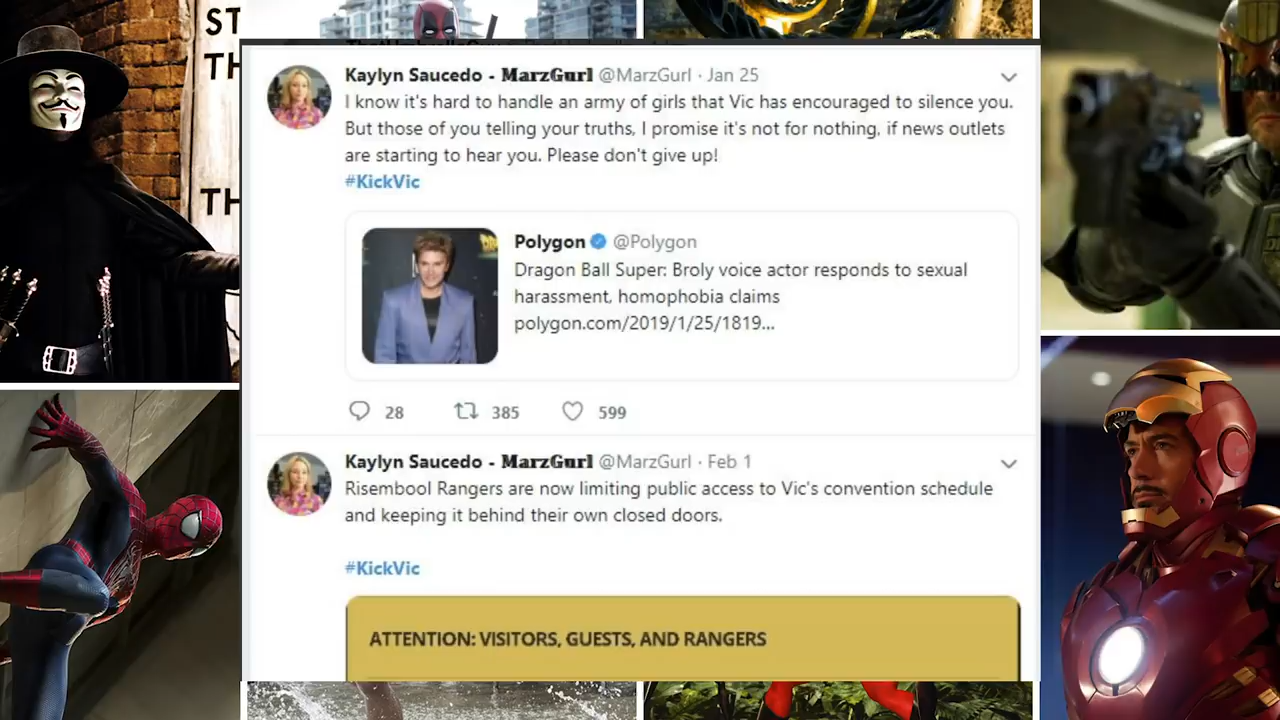 ST
TH
TH
Kaylyn Saucedo - MarzGurl @MarzGurl · Jan 25
I know it's hard to handle an army of girls that Vic has encouraged to silence you.
But those of you telling your truths, I promise it's not for nothing, if news outlets
are starting to hear you. Please don't give up!
#KickVic
Polygon @Polygon
Dragon Ball Super: Broly voice actor responds to sexual
harassment, homophobia claims
polygon.com/2019/1/25/1819...
28 385 599
Kaylyn Saucedo - MarzGurl @MarzGurl · Feb 1
Risembool Rangers are now limiting public access to Vic's convention schedule
and keeping it behind their own closed doors.
#KickVic
ATTENTION: VISITORS, GUESTS, AND RANGERS